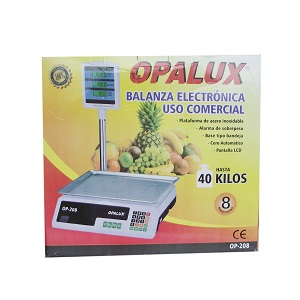 OPALUX®
BALANZA ELECTRÓNICA
USO COMERCIAL
- Plataforma de acero inoxidable
- Alarma de sobrepeso
- Base tipo bandeja
- Cero Automático
- Pantalla LCD
HASTA
40 KILOS
8
OP-208
OPALUX
CE
OP-208